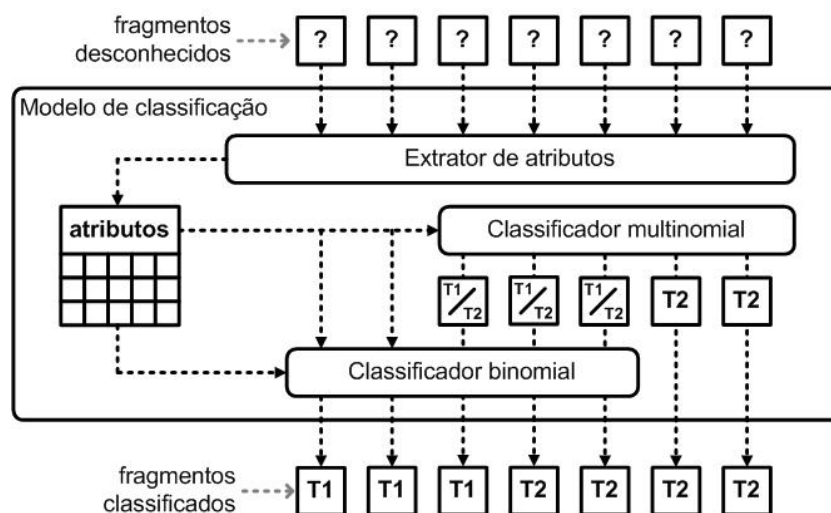 fragmentos
desconhecidos
? ? ? ? ? ? ?
Modelo de classificação
Extrator de atributos
atributos
Classificador multinomial
T1/T2 T1/T2 T1/T2 T2 T2
Classificador binomial
fragmentos
classificados
T1 T1 T1 T2 T2 T2 T2